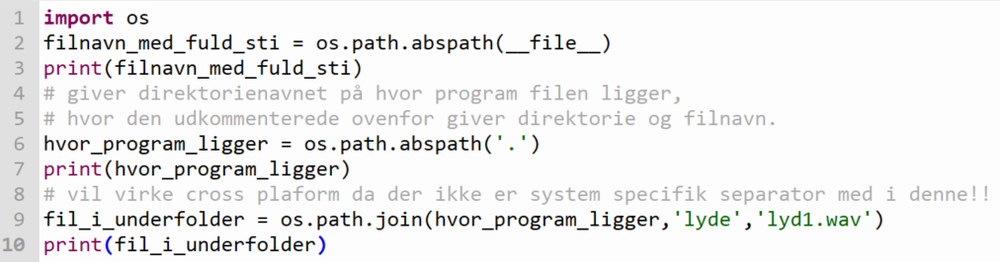 1 import os
2 filnavn_med_fuld_sti = os.path.abspath(__file__)
3 print(filnavn_med_fuld_sti)
4 # giver direktorienavnet på hvor program filen ligger,
5 # hvor den udkommenterede ovenfor giver direktorie og filnavn.
6 hvor_program_ligger = os.path.abspath('.')
7 print(hvor_program_ligger)
8 # vil virke cross plaform da der ikke er system specifik separator med i denne!!
9 fil_i_underfolder = os.path.join(hvor_program_ligger,'lyde','lyd1.wav')
10 print(fil_i_underfolder)